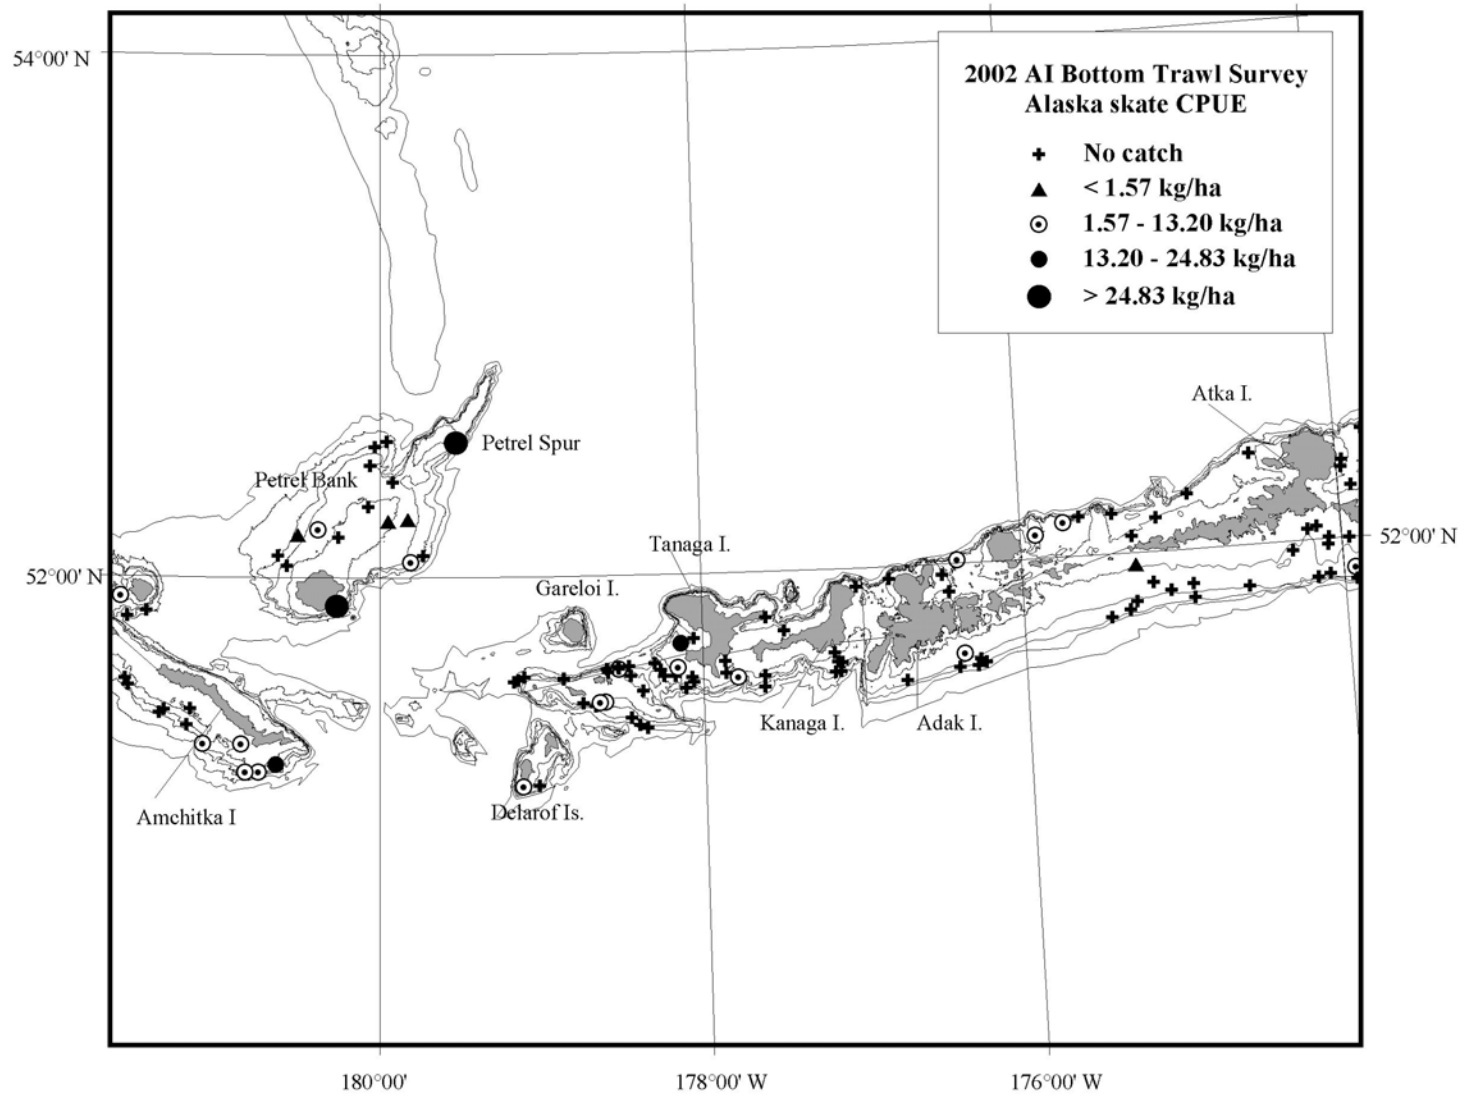 54°00' N
2002 AI Bottom Trawl Survey
Alaska skate CPUE
No catch
< 1.57 kg/ha
1.57 - 13.20 kg/ha
13.20 - 24.83 kg/ha
> 24.83 kg/ha
Atka I.
Petrel Spur
Petrel Bank
52°00' N
Tanaga I.
52°00' N
Gareloi I.
Kanaga I.
Adak I.
Delarof Is.
Amchitka I
180°00'
178°00' W
176°00' W